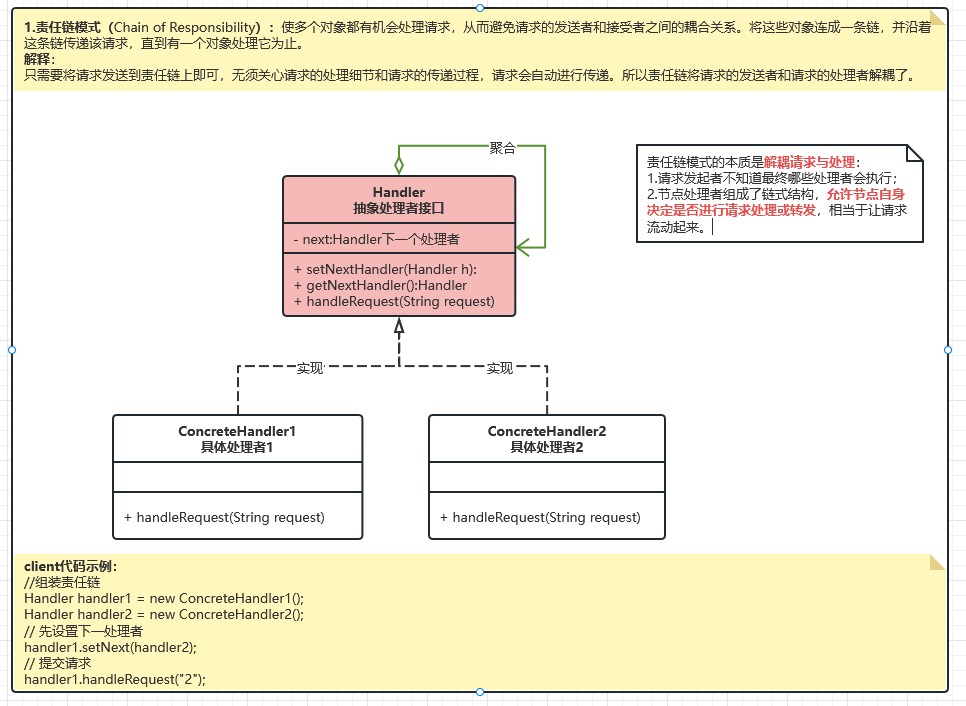 1.责任链模式（Chain of Responsibility）：使多个对象都有机会处理请求，从而避免请求的发送者和接受者之间的耦合关系。将这些对象连成一条链，并沿着
这条链传递该请求，直到有一个对象处理它为止。
解释：
只需要将请求发送到责任链上即可，无须关心请求的处理细节和请求的传递过程，请求会自动进行传递。所以责任链将请求的发送者和请求的处理者解耦了。
聚合
责任链模式的本质是解耦请求与处理：
1.请求发起者不知道最终哪些处理者会执行；
2.节点处理者组成了链式结构，允许节点自身
决定是否进行请求处理或转发，相当于让请求
流动起来。
Handler
抽象处理者接口
- next:Handler下一个处理者
+ setNextHandler(Handler h):
+ getNextHandler():Handler
+ handleRequest(String request)
实现
实现
ConcreteHandler1
具体处理者1
+ handleRequest(String request)
ConcreteHandler2
具体处理者2
+ handleRequest(String request)
client代码示例：
//组装责任链
Handler handler1 = new ConcreteHandler1();
Handler handler2 = new ConcreteHandler2();
// 先设置下一处理者
handler1.setNext(handler2);
// 提交请求
handler1.handleRequest("2");